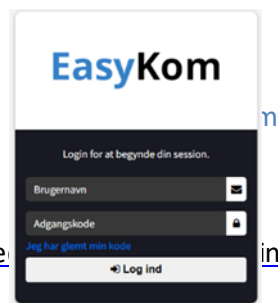 EasyKom
Login for at begynde din session.
Brugernavn
Adgangskode
Jeg har glemt min kode
Log ind